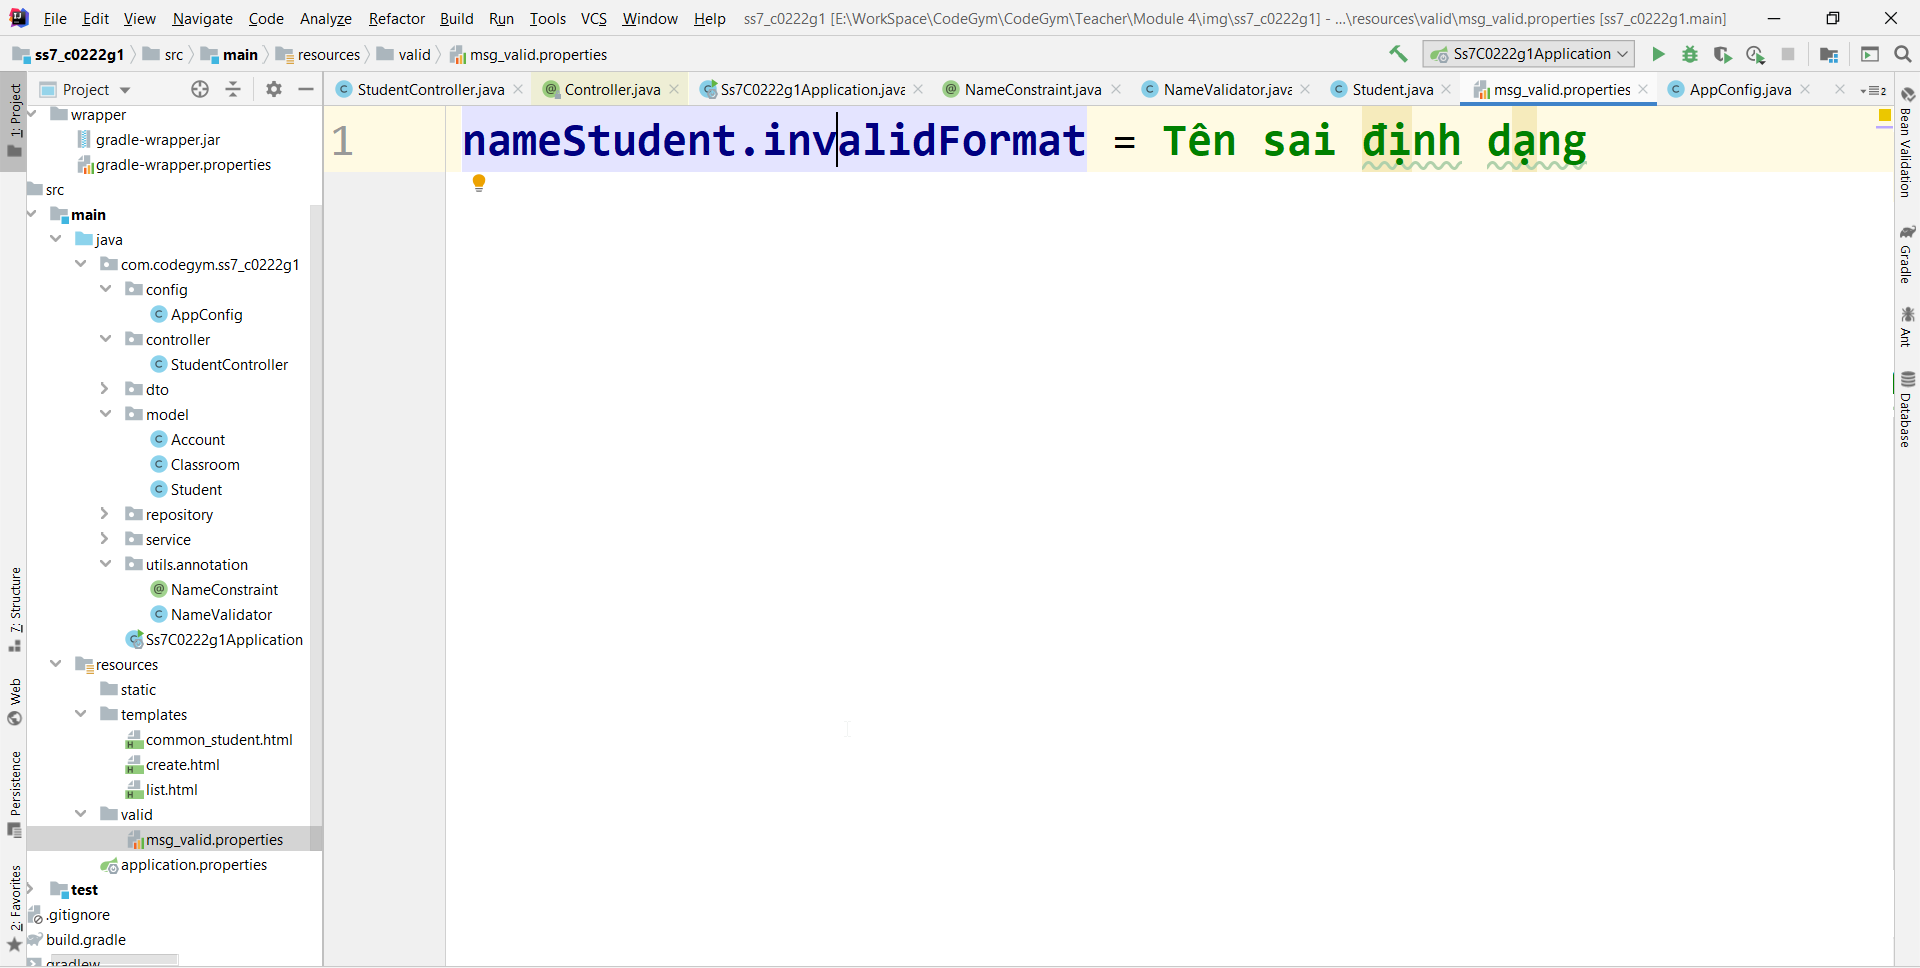 File Edit View Navigate Code Analyze Refactor Build Run Tools VCS Window Help ss7_c0222g1 [E:\WorkSpace\CodeGym\CodeGym\Teacher\Module 4\img\ss7_c0222g1] - ...\resources\valid\msg_valid.properties [ss7_c0222g1.main]
ss7_c0222g1 src main resources valid msg_valid.properties Ss7C0222g1Application
Project
StudentController.java Controller.java Ss7C0222g1Application.java NameConstraint.java NameValidator.java Student.java msg_valid.properties AppConfig.java 2
1 nameStudent.invalidFormat = Tên sai định dạng
wrapper
gradle-wrapper.jar
gradle-wrapper.properties
src
main
java
com.codegym.ss7_c0222g1
config
AppConfig
controller
StudentController
dto
model
Account
Classroom
Student
repository
service
utils.annotation
NameConstraint
NameValidator
Ss7C0222g1Application
resources
static
templates
common_student.html
create.html
list.html
valid
msg_valid.properties
application.properties
test
.gitignore
build.gradle
gradlew
1: Project
7: Structure
Web
Persistence
2: Favorites
Bean Validation
Gradle
Ant
Database